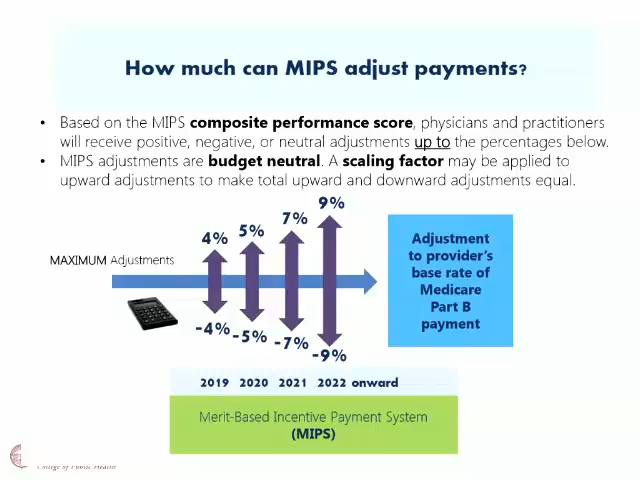 How much can MIPS adjust payments?
• Based on the MIPS composite performance score, physicians and practitioners
will receive positive, negative, or neutral adjustments up to the percentages below.
• MIPS adjustments are budget neutral. A scaling factor may be applied to
upward adjustments to make total upward and downward adjustments equal.
4% 5% 7% 9%
MAXIMUM Adjustments
-4% -5% -7% -9%
Adjustment
to provider's
base rate of
Medicare
Part B
payment
2019 2020 2021 2022 onward
Merit-Based Incentive Payment System
(MIPS)
College of Public Health